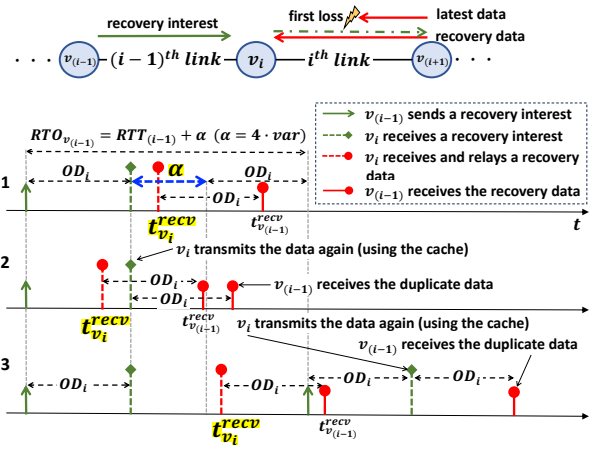 recovery interest
first loss
latest data
recovery data
· · · v(i−1) (i − 1)th link vi ith link v(i+1) · · ·
v(i−1) sends a recovery interest
vi receives a recovery interest
vi receives and relays a recovery
data
v(i−1) receives the recovery data
RTOv(i−1) = RTT(i−1) + α (α = 4 · var)
1
ODi α ODi
ODi
tvirecv tv(i−1)recv t
vi transmits the data again (using the cache)
2
ODi
ODi
v(i−1) receives the duplicate data
tvirecv tv(i−1)recv
vi transmits the data again (using the cache)
v(i−1) receives the duplicate data
3
ODi ODi ODi ODi
tvirecv tv(i−1)recv